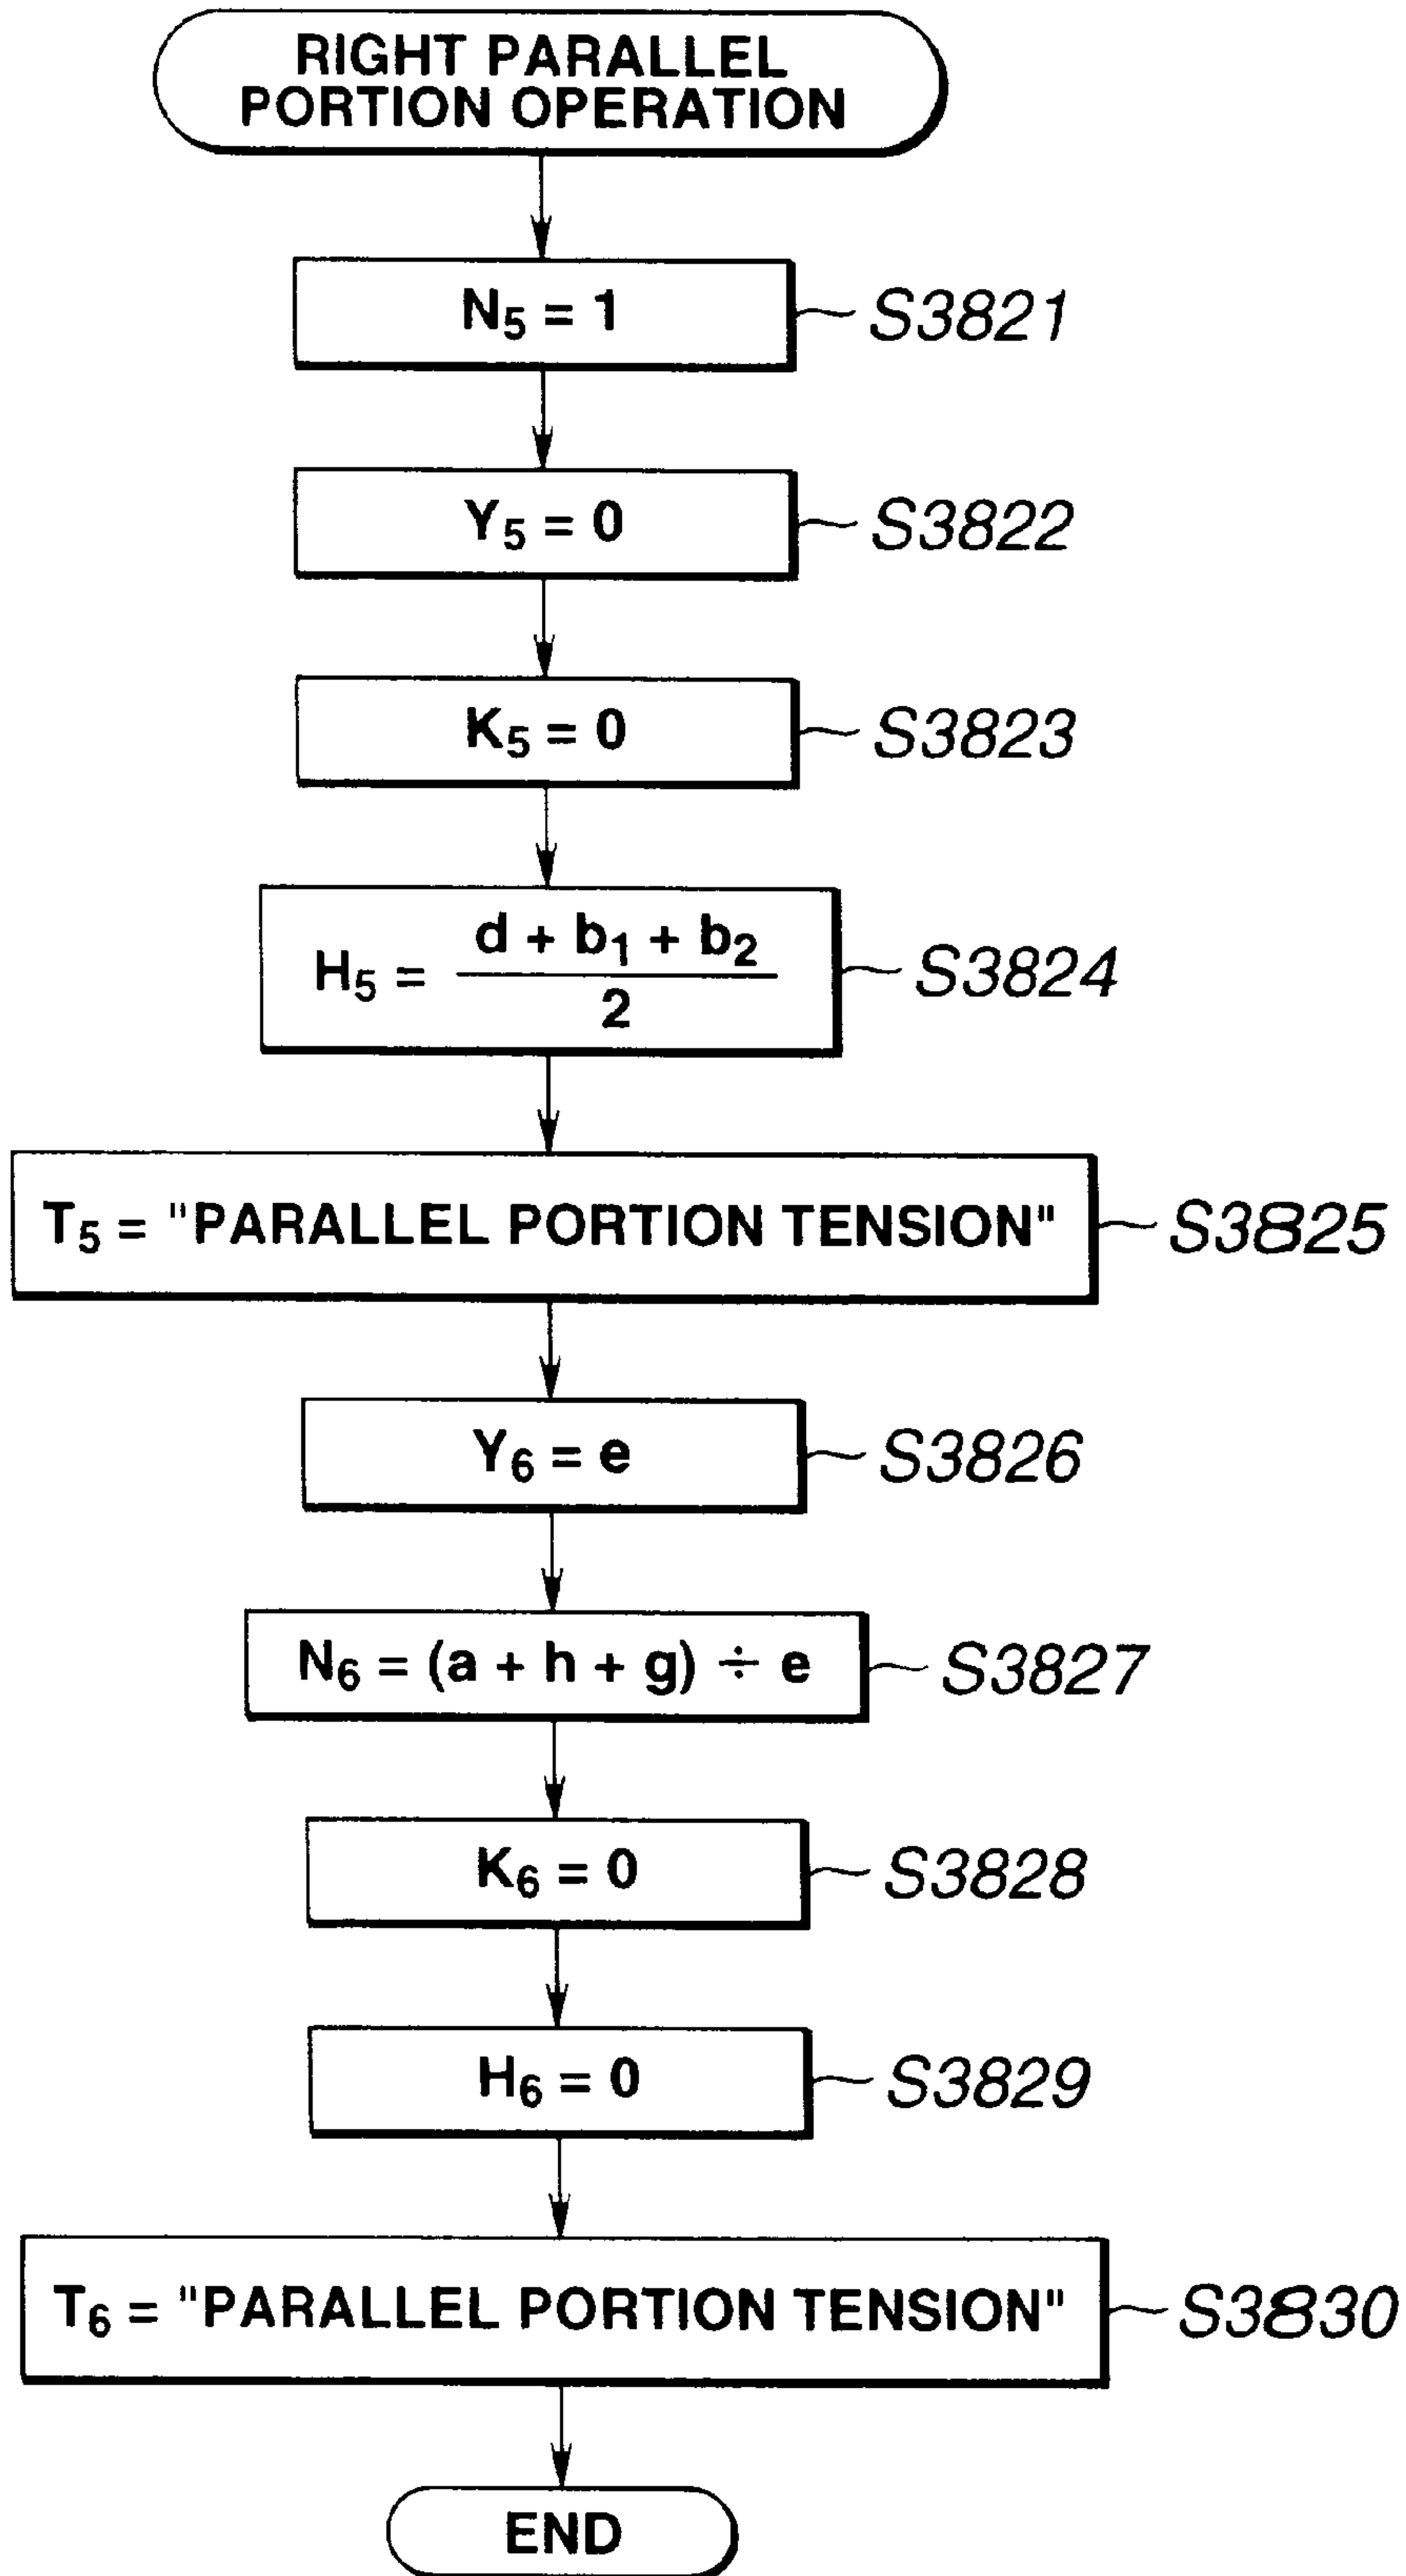 RIGHT PARALLEL
PORTION OPERATION
N₅ = 1
S3821
Y₅ = 0
S3822
K₅ = 0
S3823
H₅ = (d + b₁ + b₂) / 2
S3824
T₅ = "PARALLEL PORTION TENSION"
S3825
Y₆ = e
S3826
N₆ = (a + h + g) ÷ e
S3827
K₆ = 0
S3828
H₆ = 0
S3829
T₆ = "PARALLEL PORTION TENSION"
S3830
END